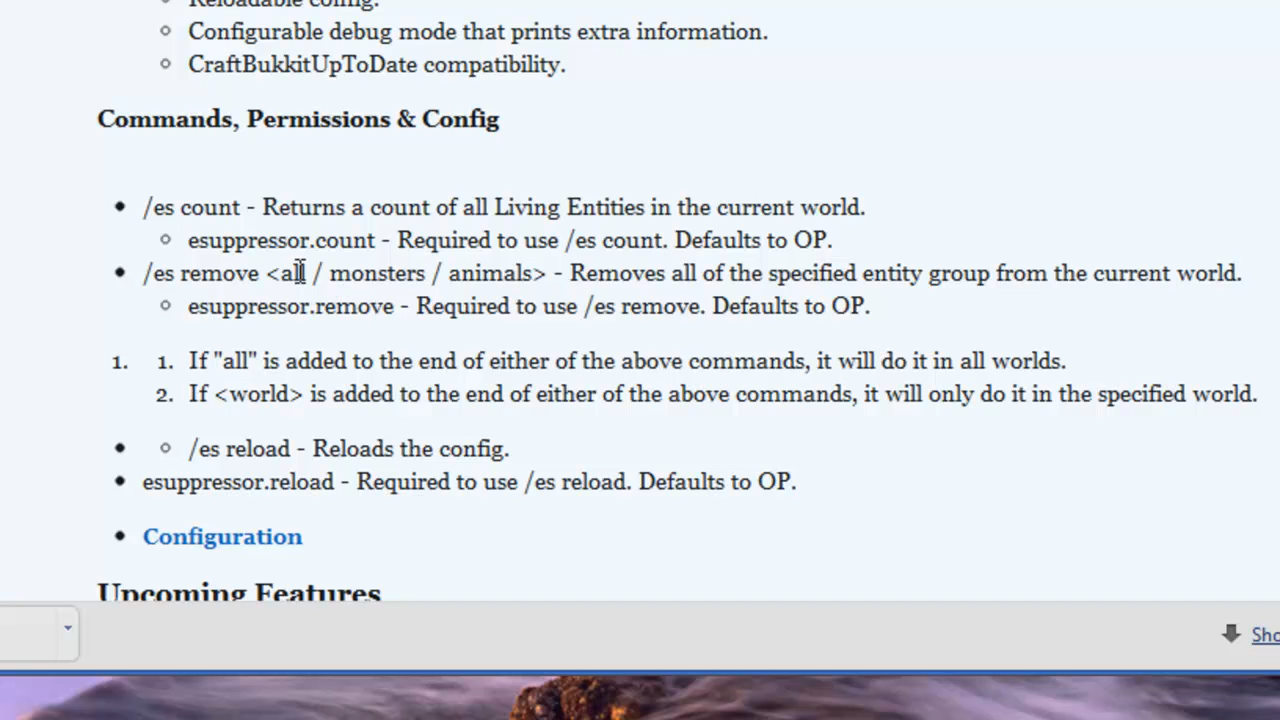 Reloadable config.
Configurable debug mode that prints extra information.
CraftBukkitUpToDate compatibility.
Commands, Permissions & Config
/es count - Returns a count of all Living Entities in the current world.
esuppressor.count - Required to use /es count. Defaults to OP.
/es remove <all / monsters / animals> - Removes all of the specified entity group from the current world.
esuppressor.remove - Required to use /es remove. Defaults to OP.
1. 1. If "all" is added to the end of either of the above commands, it will do it in all worlds.
2. If <world> is added to the end of either of the above commands, it will only do it in the specified world.
/es reload - Reloads the config.
esuppressor.reload - Required to use /es reload. Defaults to OP.
Configuration
Upcoming Features